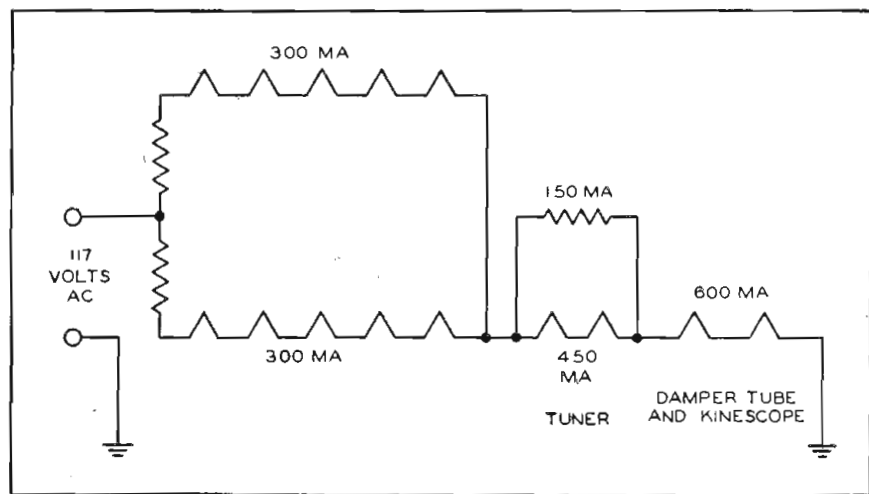 300 MA
150 MA
117
VOLTS
AC
600 MA
300 MA
450
MA
TUNER
DAMPER TUBE
AND KINESCOPE